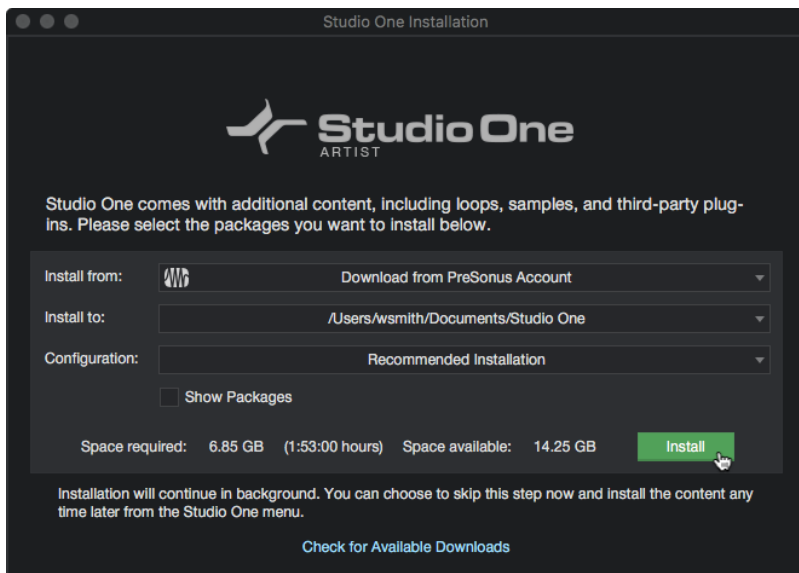 Studio One Installation
Studio One
ARTIST
Studio One comes with additional content, including loops, samples, and third-party plug-
ins. Please select the packages you want to install below.
Install from: Download from PreSonus Account
Install to: /Users/wsmith/Documents/Studio One
Configuration: Recommended Installation
Show Packages
Space required: 6.85 GB (1:53:00 hours) Space available: 14.25 GB Install
Installation will continue in background. You can choose to skip this step now and install the content any
time later from the Studio One menu.
Check for Available Downloads